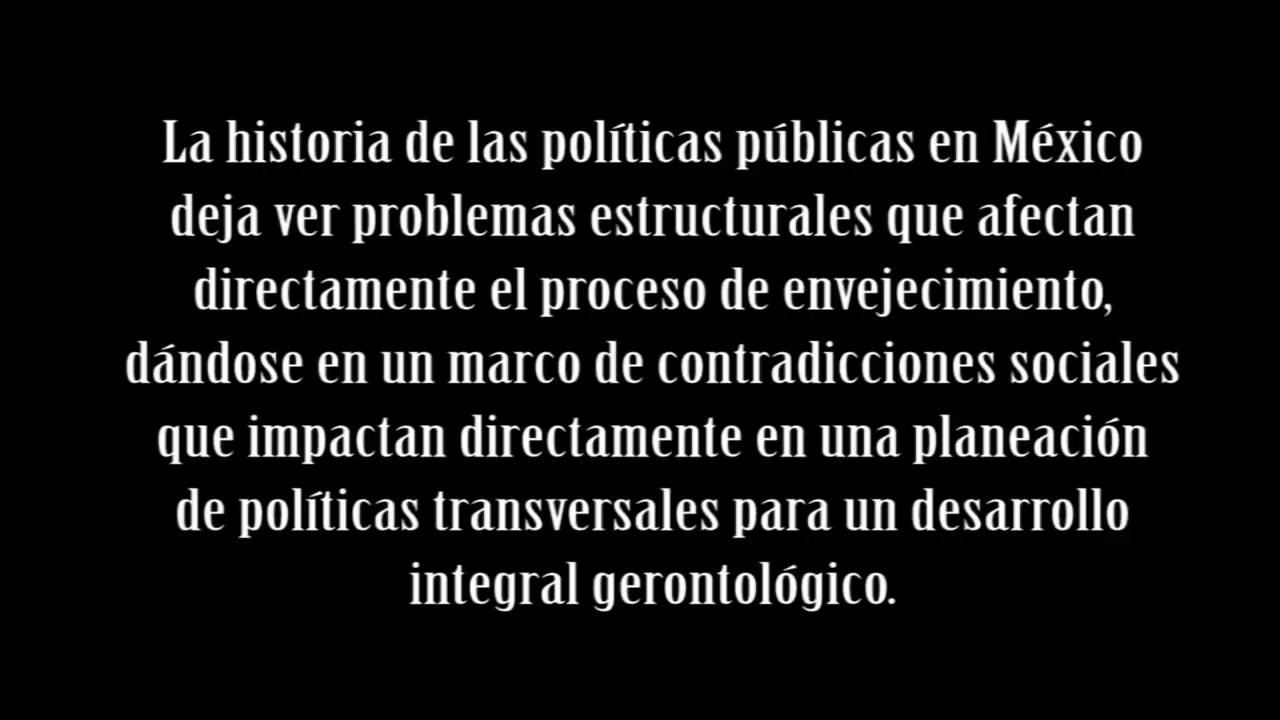 La historia de las políticas públicas en México
deja ver problemas estructurales que afectan
directamente el proceso de envejecimiento,
dándose en un marco de contradicciones sociales
que impactan directamente en una planeación
de políticas transversales para un desarrollo
integral gerontológico.